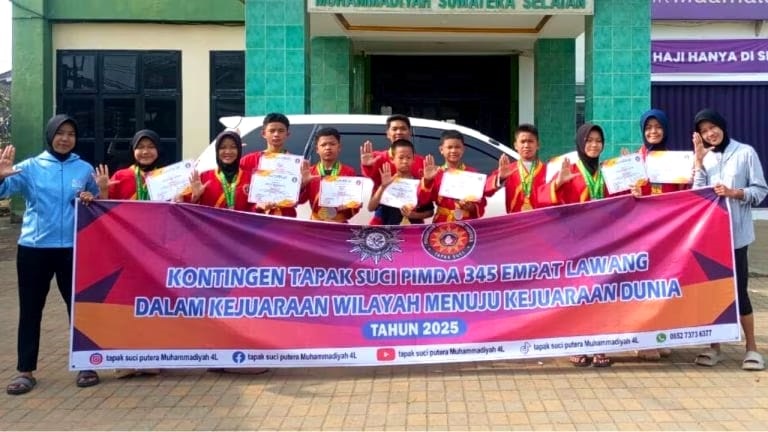 MUHAMMADIYAH SUMATERA SELATAN
HAJI HANYA DI
TAPAK SUCI
KONTINGEN TAPAK SUCI PIMDA 345 EMPAT LAWANG
DALAM KEJUARAAN WILAYAH MENUJU KEJUARAAN DUNIA
TAHUN 2025
tapak suci putera Muhammadiyah 4L
tapak suci putera Muhammadiyah 4L
tapak suci putera Muhammadiyah 4L
tapak suci putera Muhammadiyah 4L
0852 7373 6377